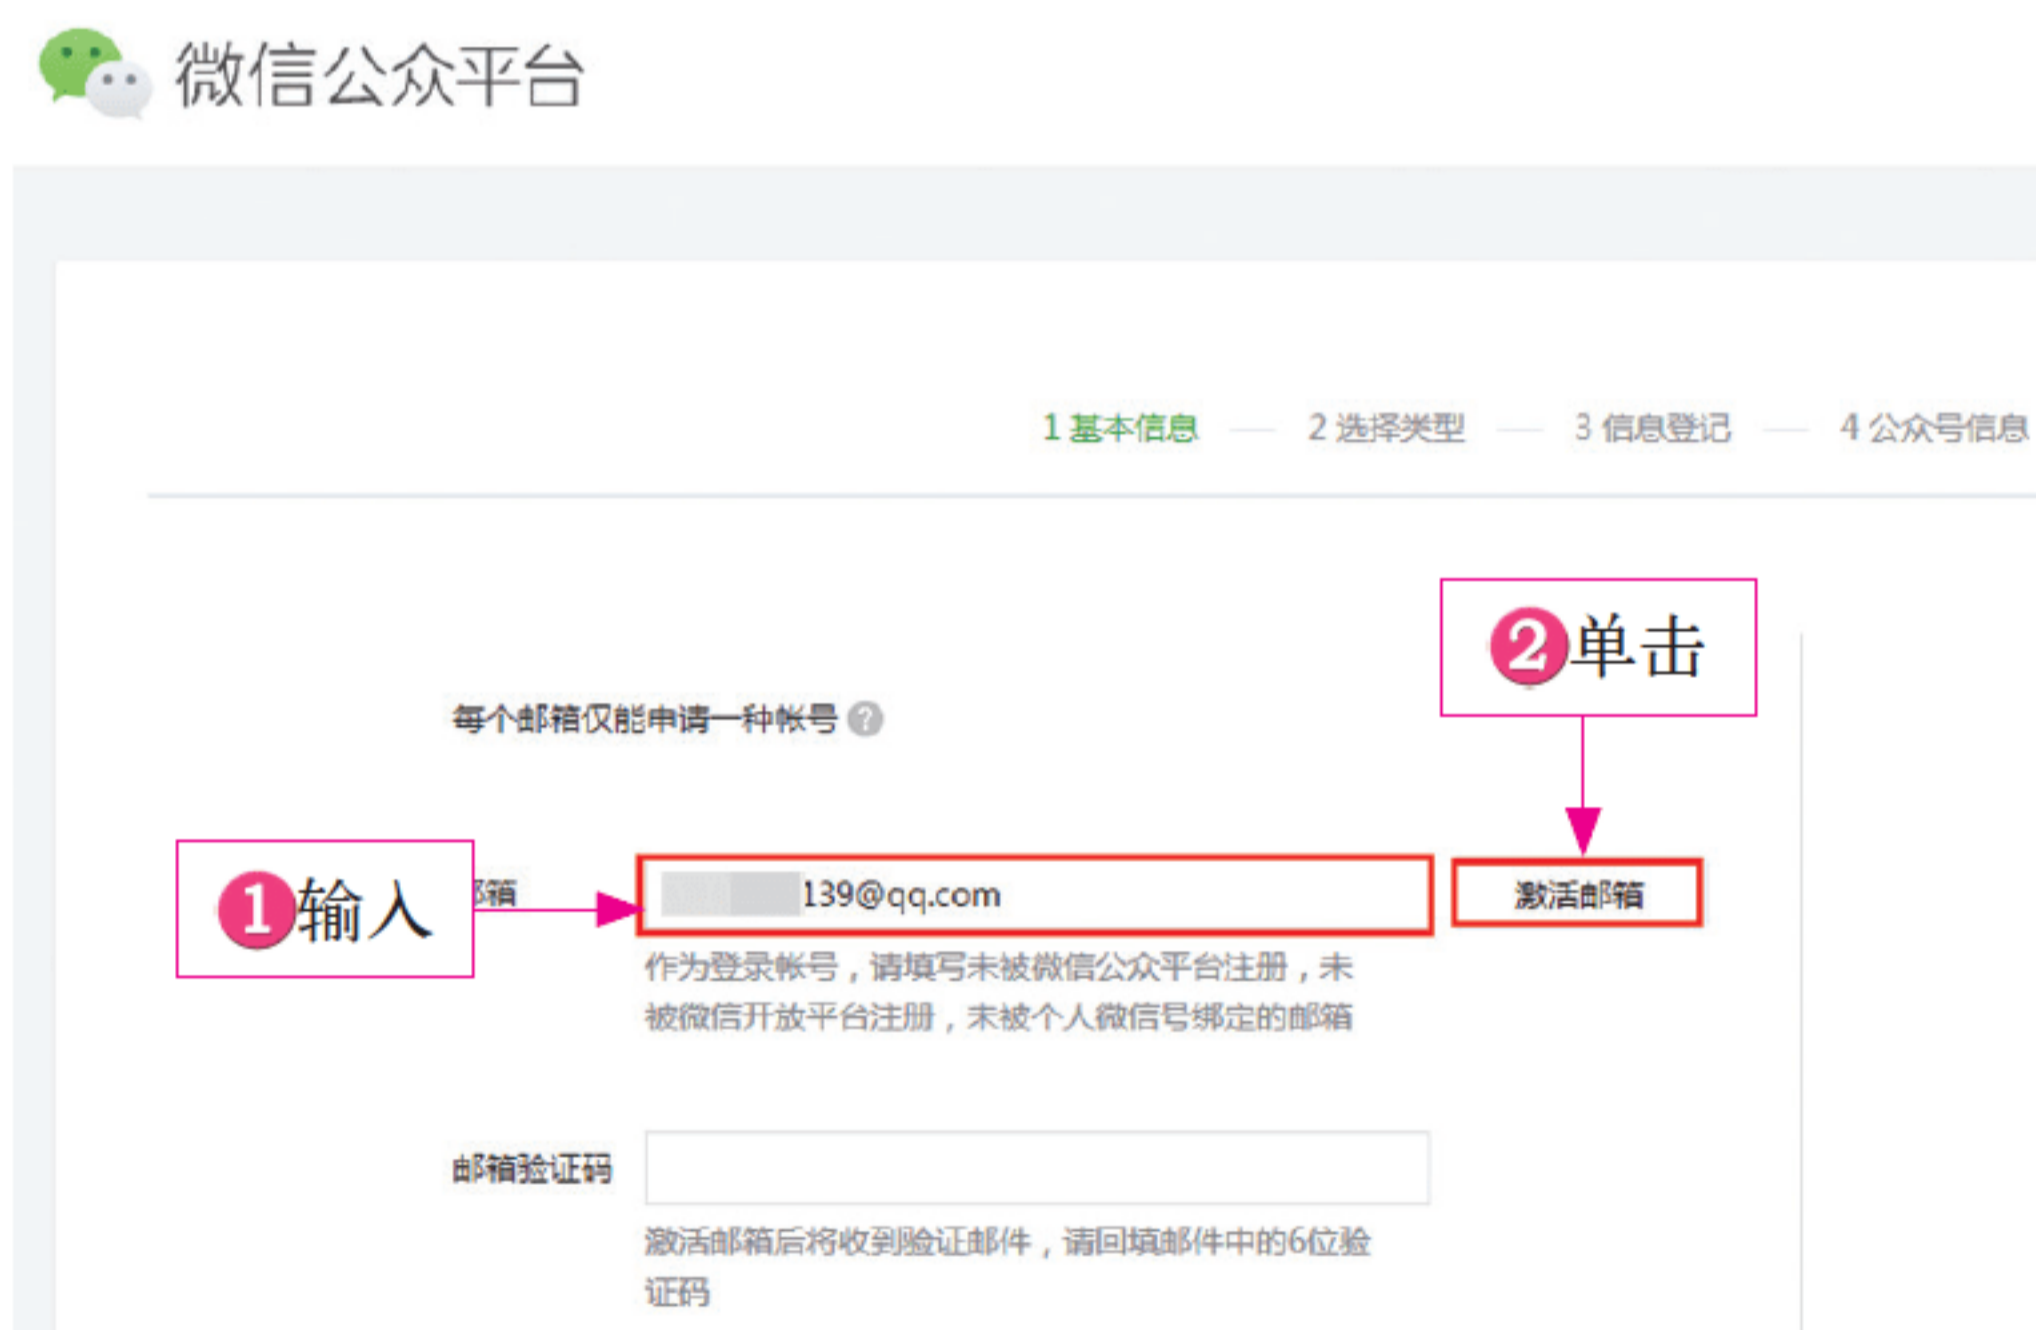 微信公众平台
1 基本信息 — 2 选择类型 — 3 信息登记 — 4 公众号信息
❷单击
每个邮箱仅能申请一种帐号 ?
❶输入
箱
139@qq.com
激活邮箱
作为登录帐号，请填写未被微信公众平台注册，未
被微信开放平台注册，未被个人微信号绑定的邮箱
邮箱验证码
激活邮箱后将收到验证邮件，请回填邮件中的6位验
证码